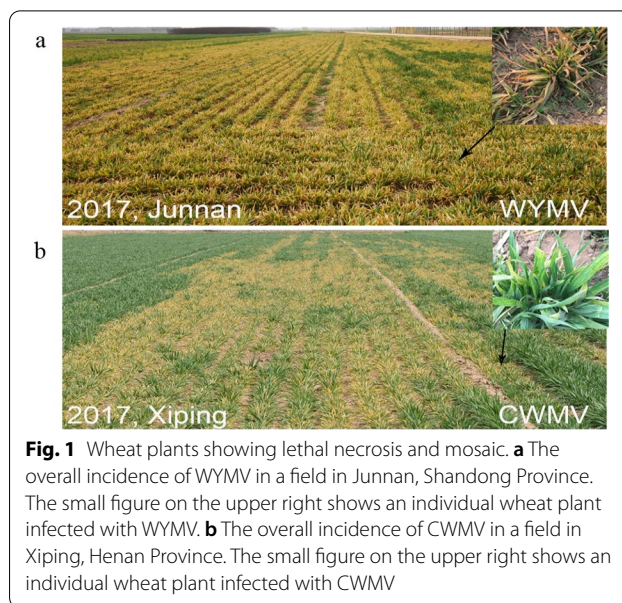 a
2017, Junnan
WYMV
b
2017, Xiping
CWMV
Fig. 1 Wheat plants showing lethal necrosis and mosaic. a The
overall incidence of WYMV in a field in Junnan, Shandong Province.
The small figure on the upper right shows an individual wheat plant
infected with WYMV. b The overall incidence of CWMV in a field in
Xiping, Henan Province. The small figure on the upper right shows an
individual wheat plant infected with CWMV